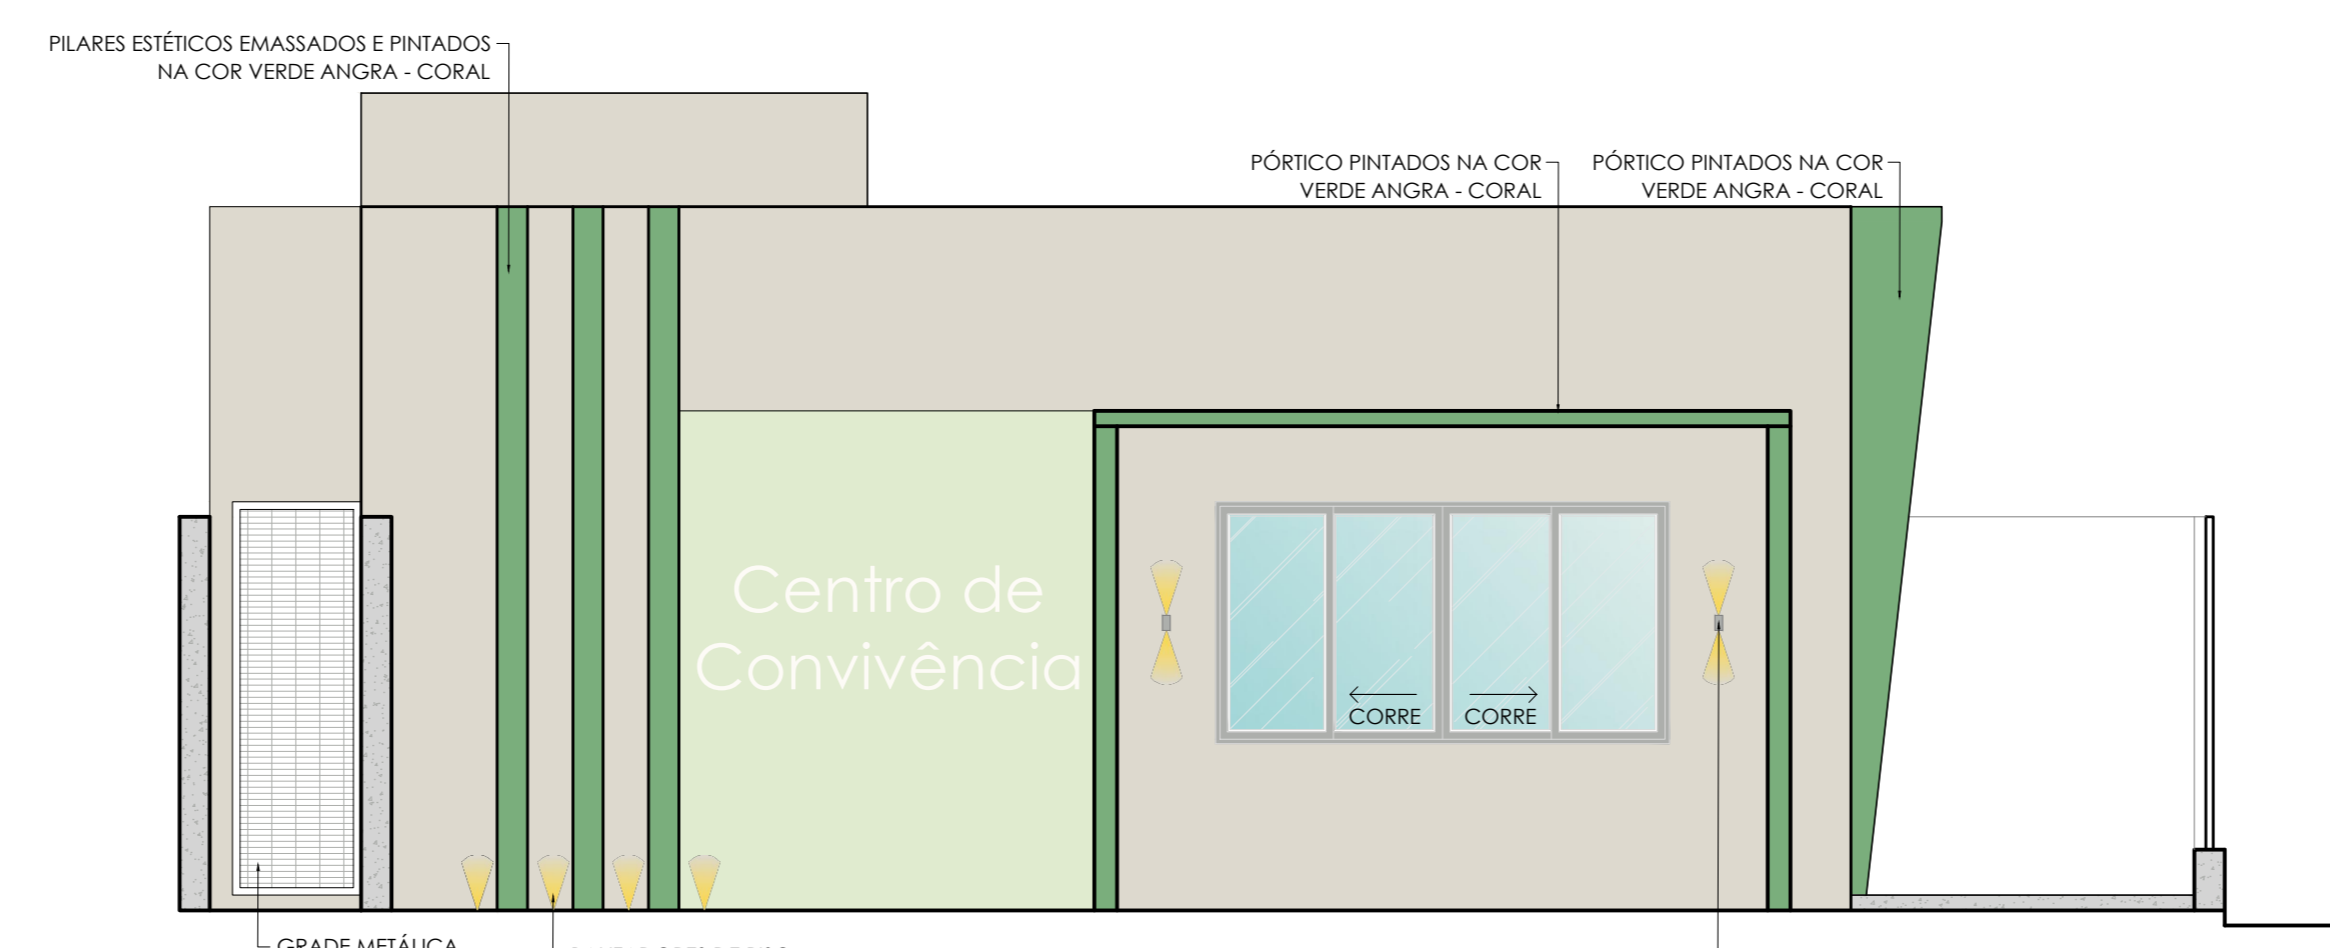 PILARES ESTÉTICOS EMASSADOS E PINTADOS
NA COR VERDE ANGRA - CORAL
PÓRTICO PINTADOS NA COR
VERDE ANGRA - CORAL
PÓRTICO PINTADOS NA COR
VERDE ANGRA - CORAL
Centro de
Convivência
CORRE
CORRE
GRADE METÁLICA